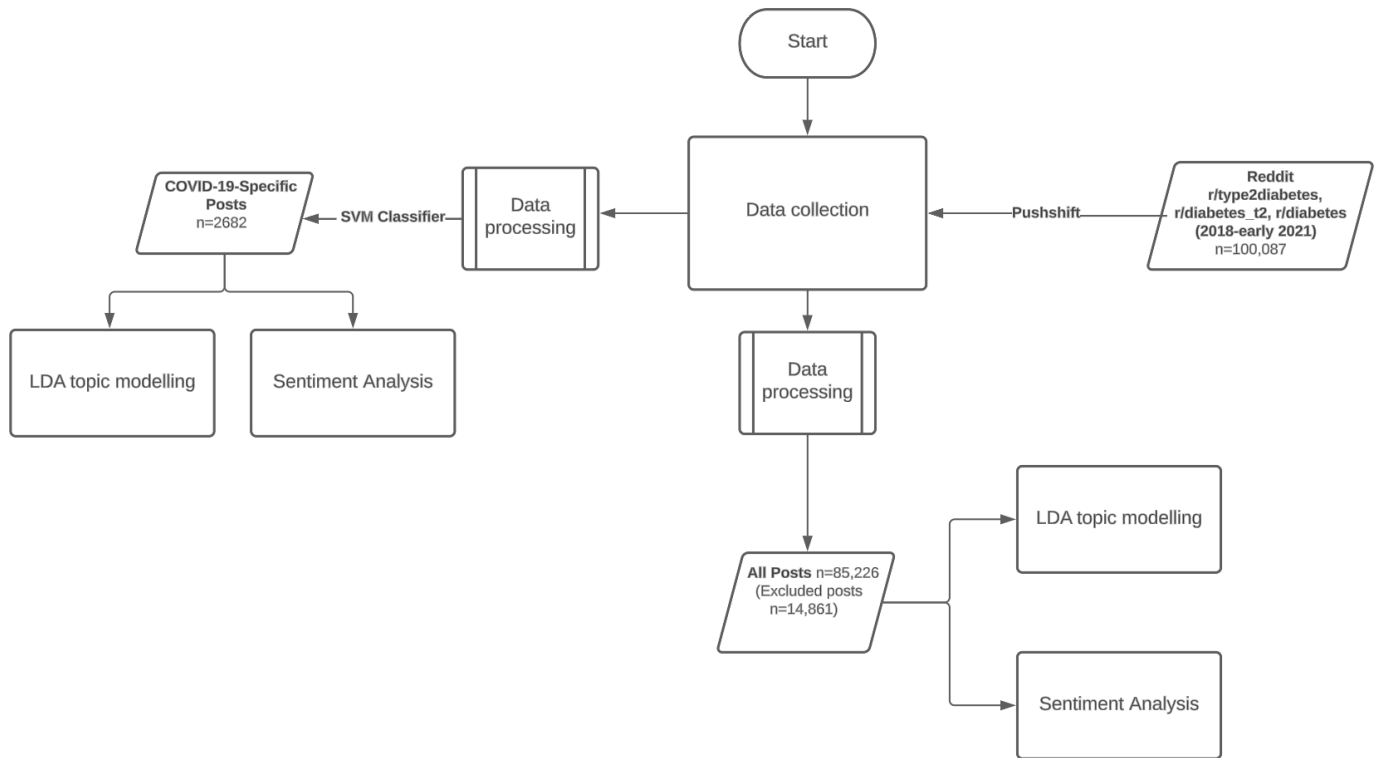 Start
Data collection
Pushshift
Reddit
r/type2diabetes,
r/diabetes_t2, r/diabetes
(2018-early 2021)
n=100,087
Data
processing
SVM Classifier
COVID-19-Specific
Posts
n=2682
LDA topic modelling
Sentiment Analysis
Data
processing
All Posts n=85,226
(Excluded posts
n=14,861)
LDA topic modelling
Sentiment Analysis